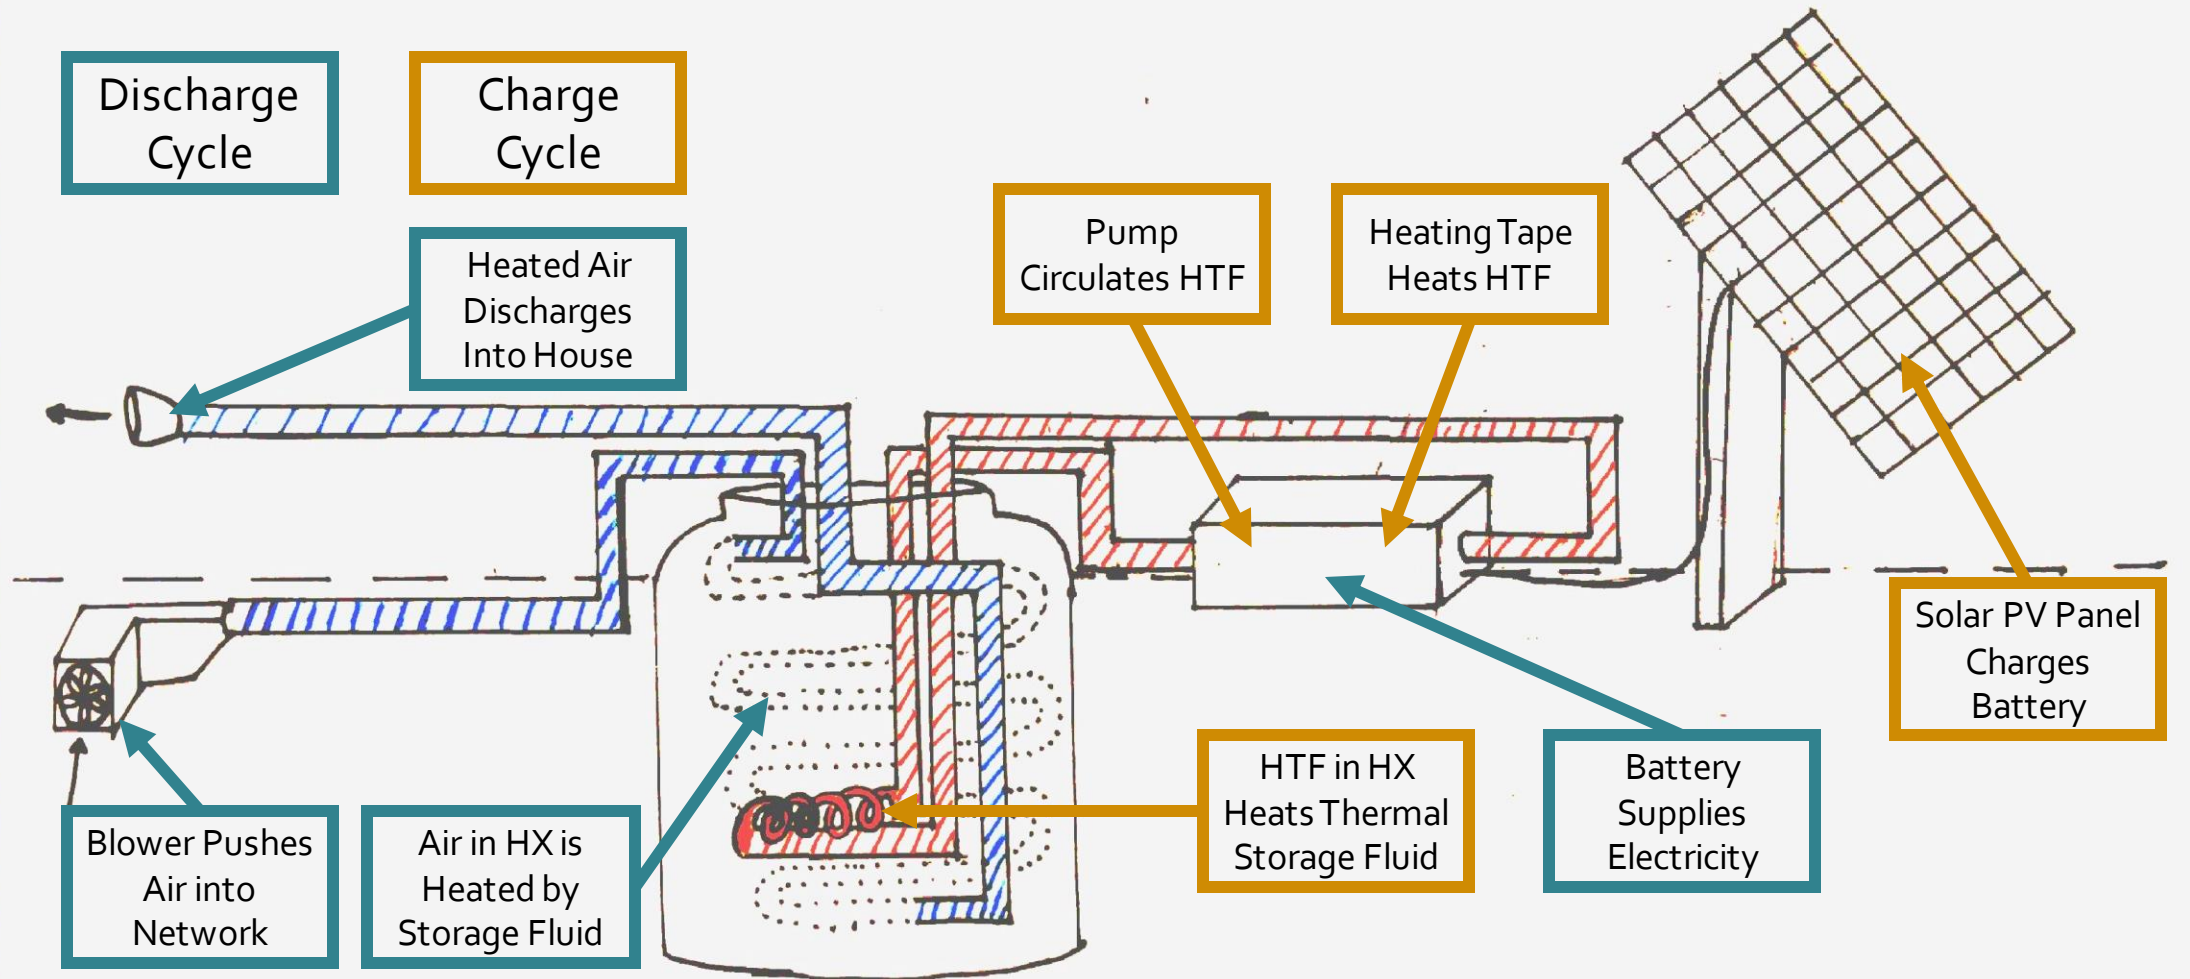 Discharge
Cycle
Charge
Cycle
Heated Air
Discharges
Into House
Pump
Circulates HTF
Heating Tape
Heats HTF
Solar PV Panel
Charges
Battery
Blower Pushes
Air into
Network
Air in HX is
Heated by
Storage Fluid
HTF in HX
Heats Thermal
Storage Fluid
Battery
Supplies
Electricity